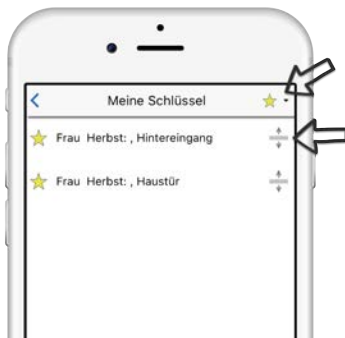 Meine Schlüssel
Frau Herbst: , Hintereingang
Frau Herbst: , Haustür